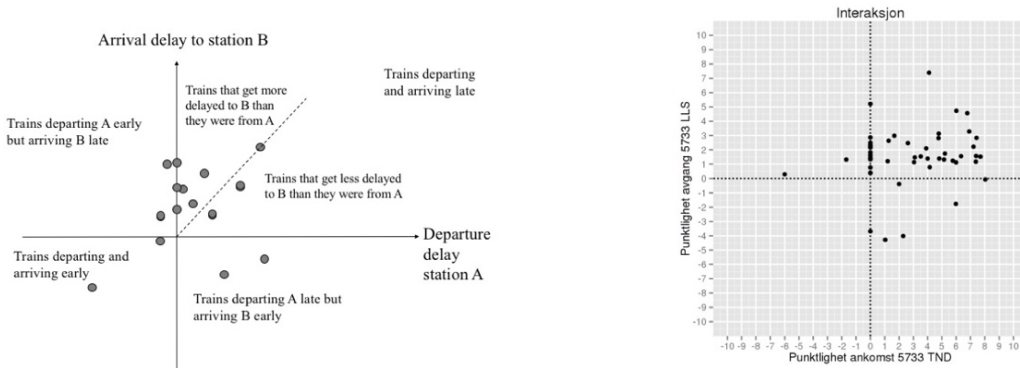 Arrival delay to station B
Trains departing
and arriving late
Trains that get more
delayed to B than
they were from A
Trains departing A early
but arriving B late
Trains that get less delayed
to B than they were from A
Departure
delay
station A
Trains departing and
arriving early
Trains departing A late but
arriving B early
Interaksjon
Punktlighet avgang 5733 LLS
10
9
8
7
6
5
4
3
2
1
0
-1
-2
-3
-4
-5
-6
-7
-8
-9
-10
-10 -9 -8 -7 -6 -5 -4 -3 -2 -1 0 1 2 3 4 5 6 7 8 9 10
Punktlighet ankomst 5733 TND